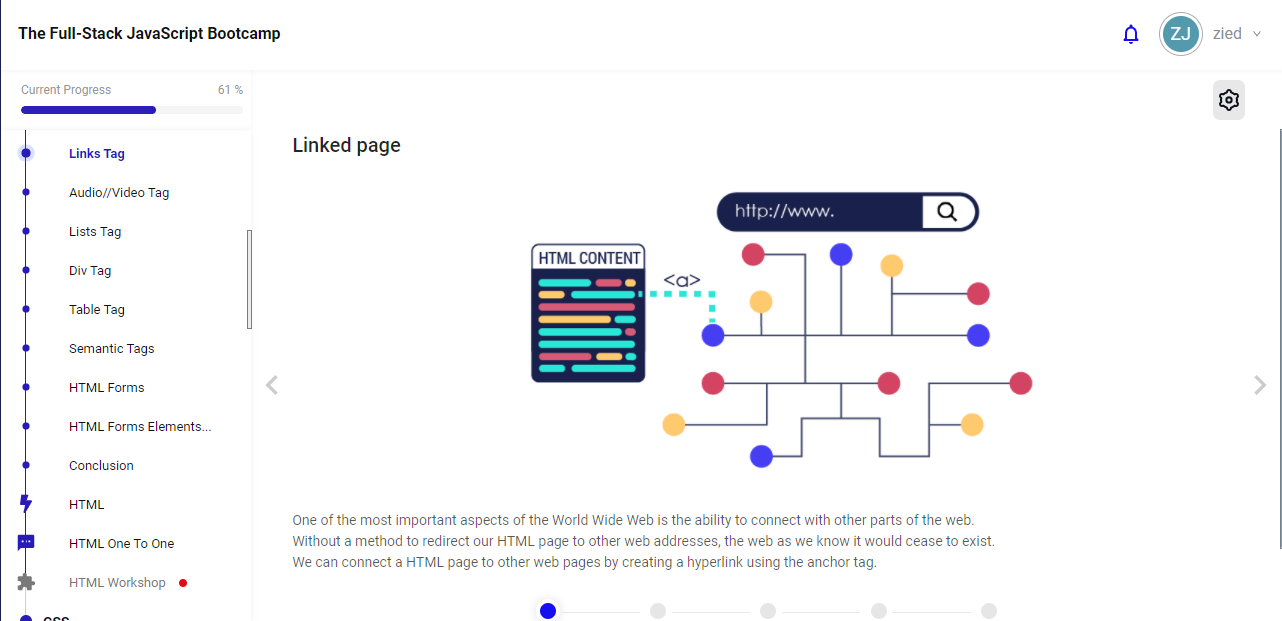 The Full-Stack JavaScript Bootcamp
ZJ
zied
Current Progress
61 %
Links Tag
Audio//Video Tag
Lists Tag
Div Tag
Table Tag
Semantic Tags
HTML Forms
HTML Forms Elements...
Conclusion
HTML
HTML One To One
HTML Workshop
CSS
Linked page
http://www.
HTML CONTENT
<a>
One of the most important aspects of the World Wide Web is the ability to connect with other parts of the web.
Without a method to redirect our HTML page to other web addresses, the web as we know it would cease to exist.
We can connect a HTML page to other web pages by creating a hyperlink using the anchor tag.